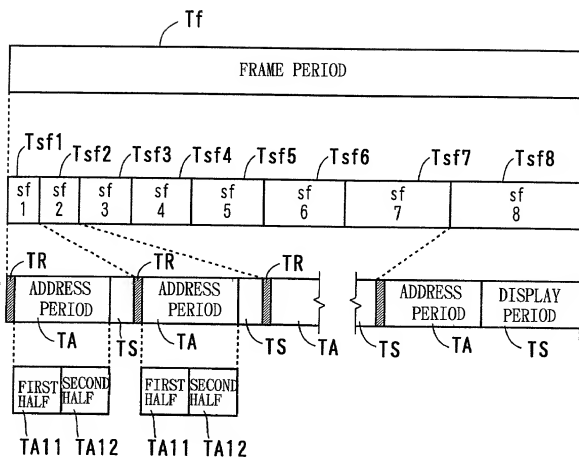 Tf
FRAME PERIOD
Tsf1 Tsf2 Tsf3 Tsf4 Tsf5 Tsf6 Tsf7 Tsf8
sf 1 sf 2 sf 3 sf 4 sf 5 sf 6 sf 7 sf 8
TR TR TR
ADDRESS PERIOD ADDRESS PERIOD ADDRESS PERIOD DISPLAY PERIOD
TA TS TA TS TA TS TA TS
FIRST HALF SECOND HALF FIRST HALF SECOND HALF
TA11 TA12 TA11 TA12